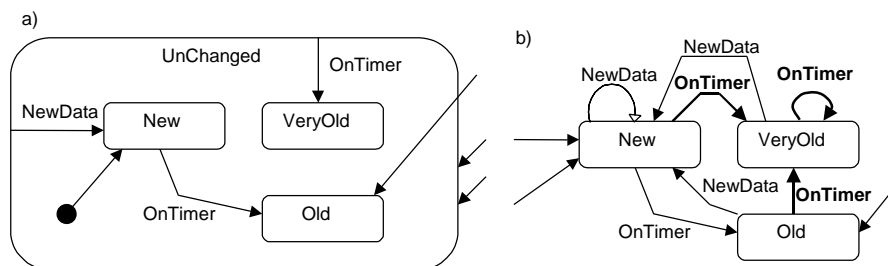 a)
UnChanged
OnTimer
NewData
New
VeryOld
OnTimer
Old
b)
NewData
NewData
OnTimer
OnTimer
New
VeryOld
NewData
OnTimer
OnTimer
Old